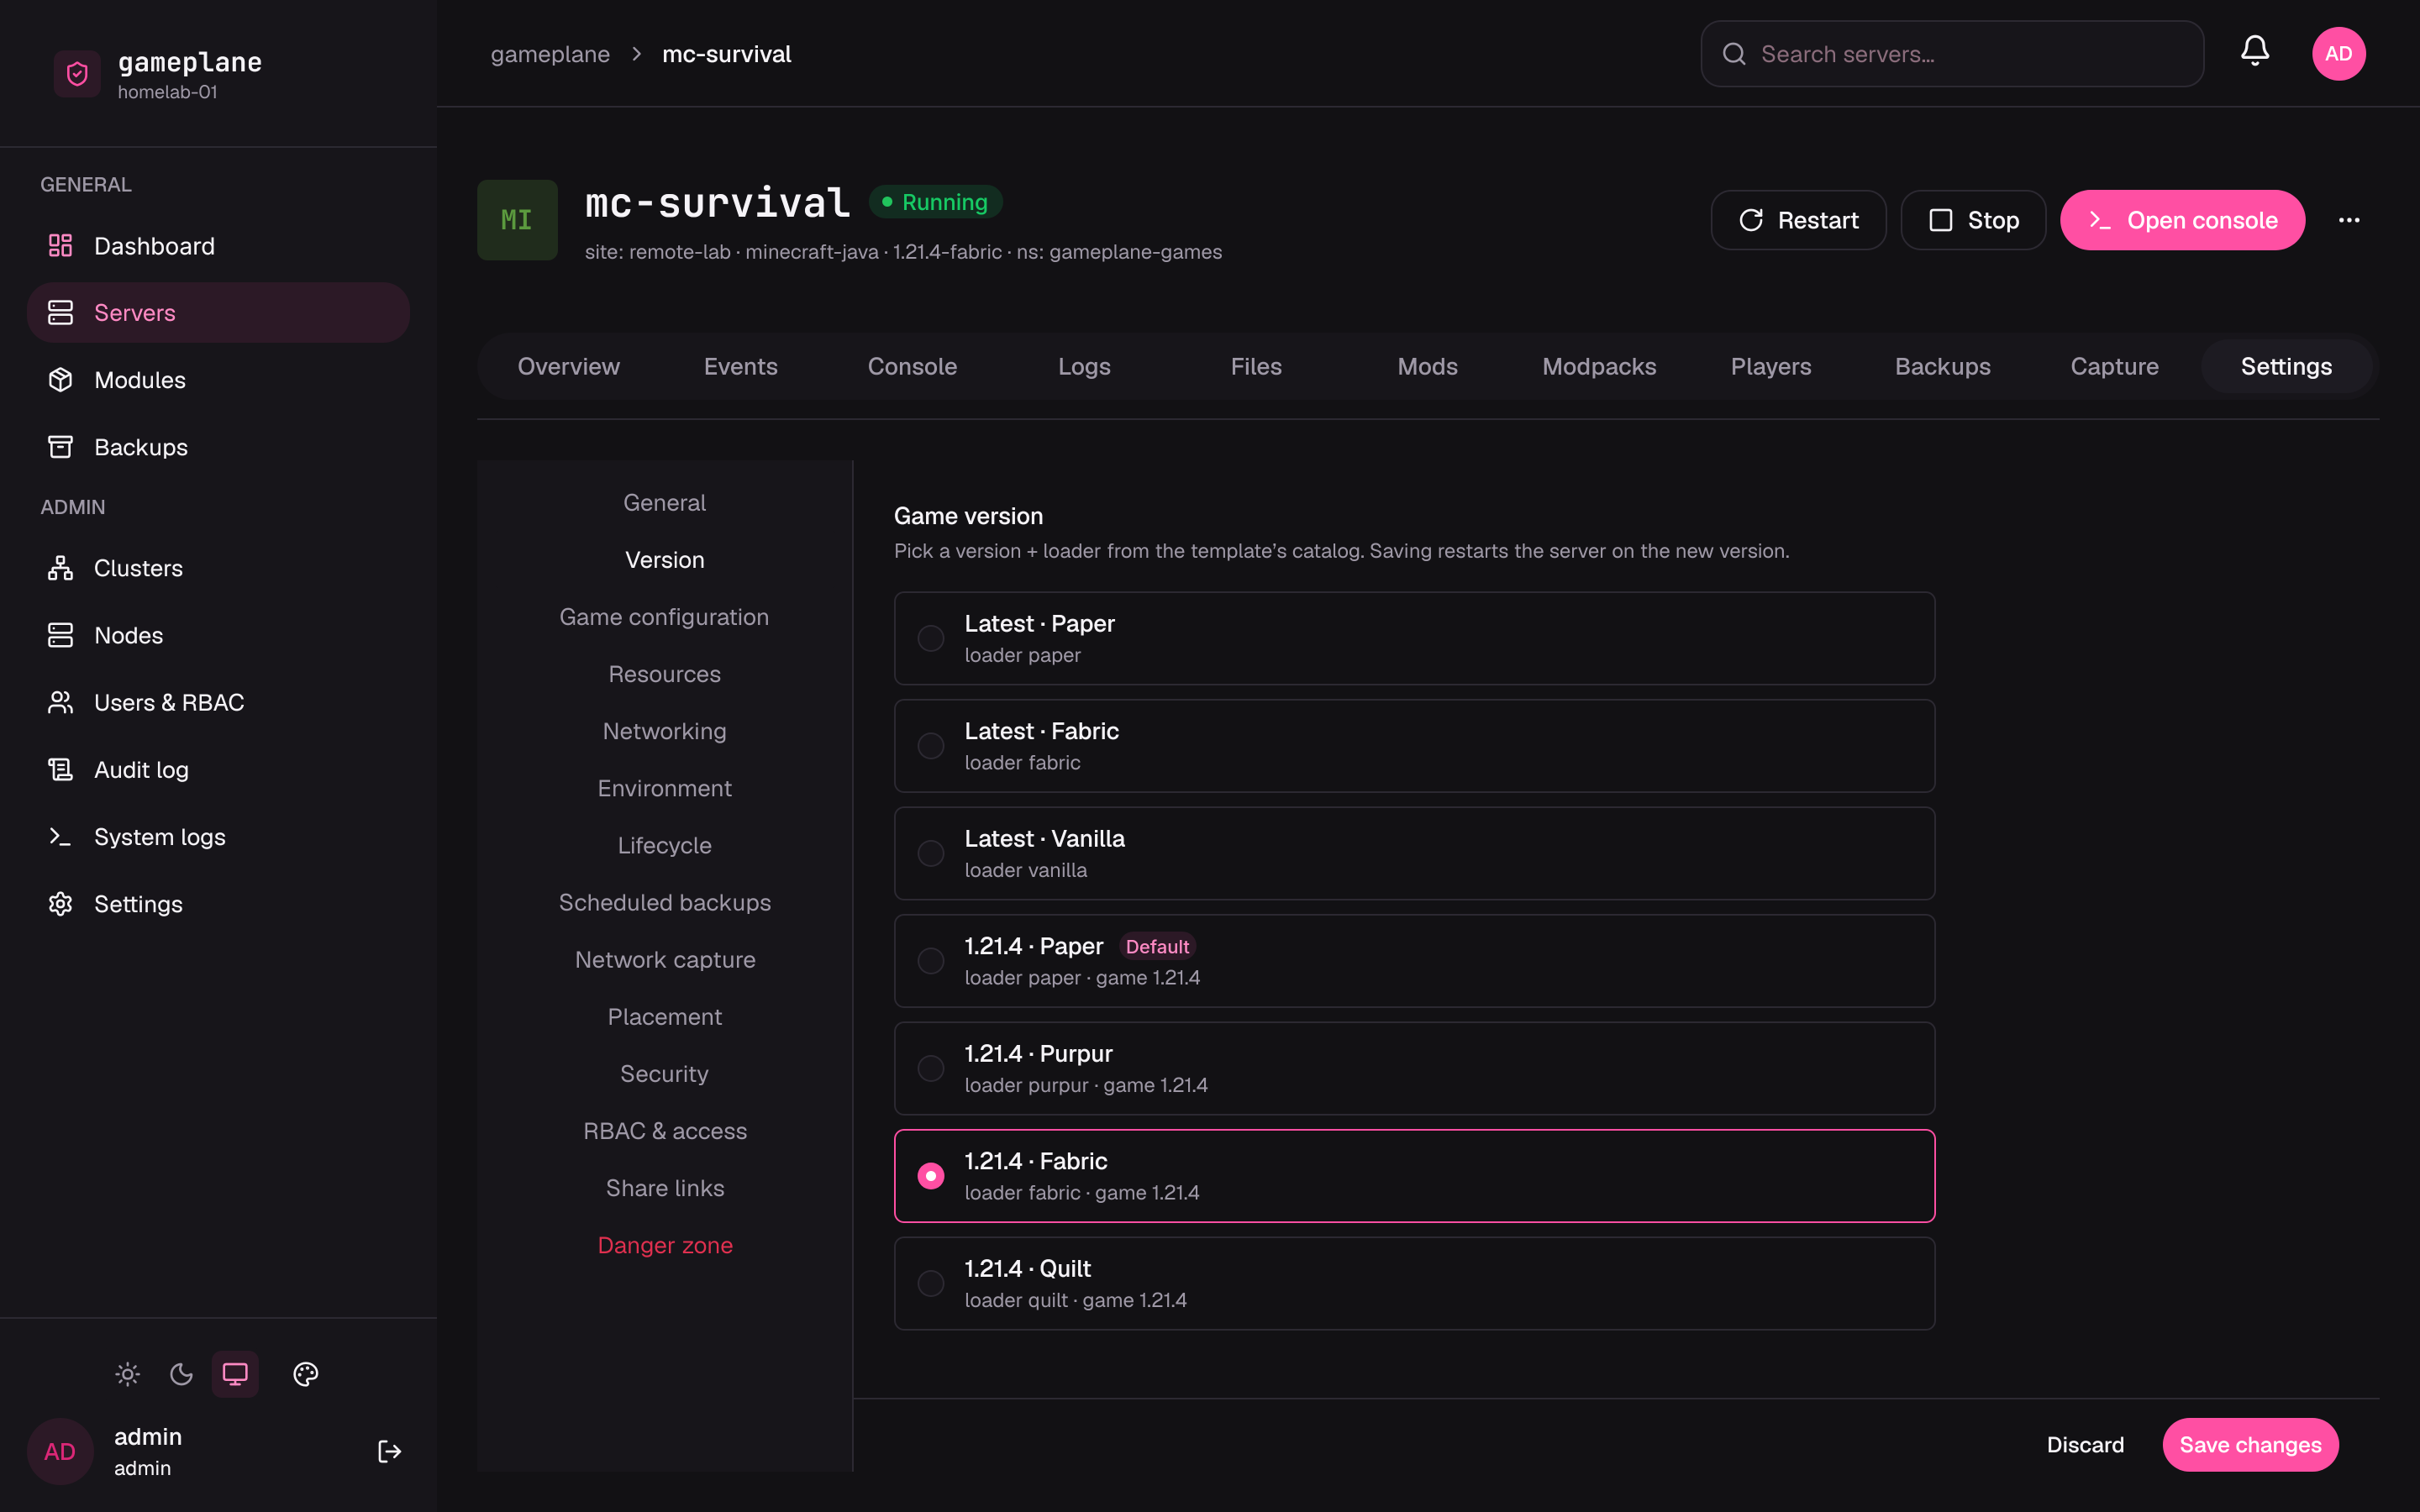 gameplane
homelab-01
GENERAL
Dashboard
Servers
Modules
Backups
ADMIN
Clusters
Nodes
Users & RBAC
Audit log
System logs
Settings
AD
admin
admin
gameplane
mc-survival
Search servers...
AD
MI
mc-survival
Running
site: remote-lab · minecraft-java · 1.21.4-fabric · ns: gameplane-games
Restart
Stop
Open console
Overview
Events
Console
Logs
Files
Mods
Modpacks
Players
Backups
Capture
Settings
General
Version
Game configuration
Resources
Networking
Environment
Lifecycle
Scheduled backups
Network capture
Placement
Security
RBAC & access
Share links
Danger zone
Game version
Pick a version + loader from the template’s catalog. Saving restarts the server on the new version.
Latest · Paper
loader paper
Latest · Fabric
loader fabric
Latest · Vanilla
loader vanilla
1.21.4 · Paper Default
loader paper · game 1.21.4
1.21.4 · Purpur
loader purpur · game 1.21.4
1.21.4 · Fabric
loader fabric · game 1.21.4
1.21.4 · Quilt
loader quilt · game 1.21.4
Discard
Save changes